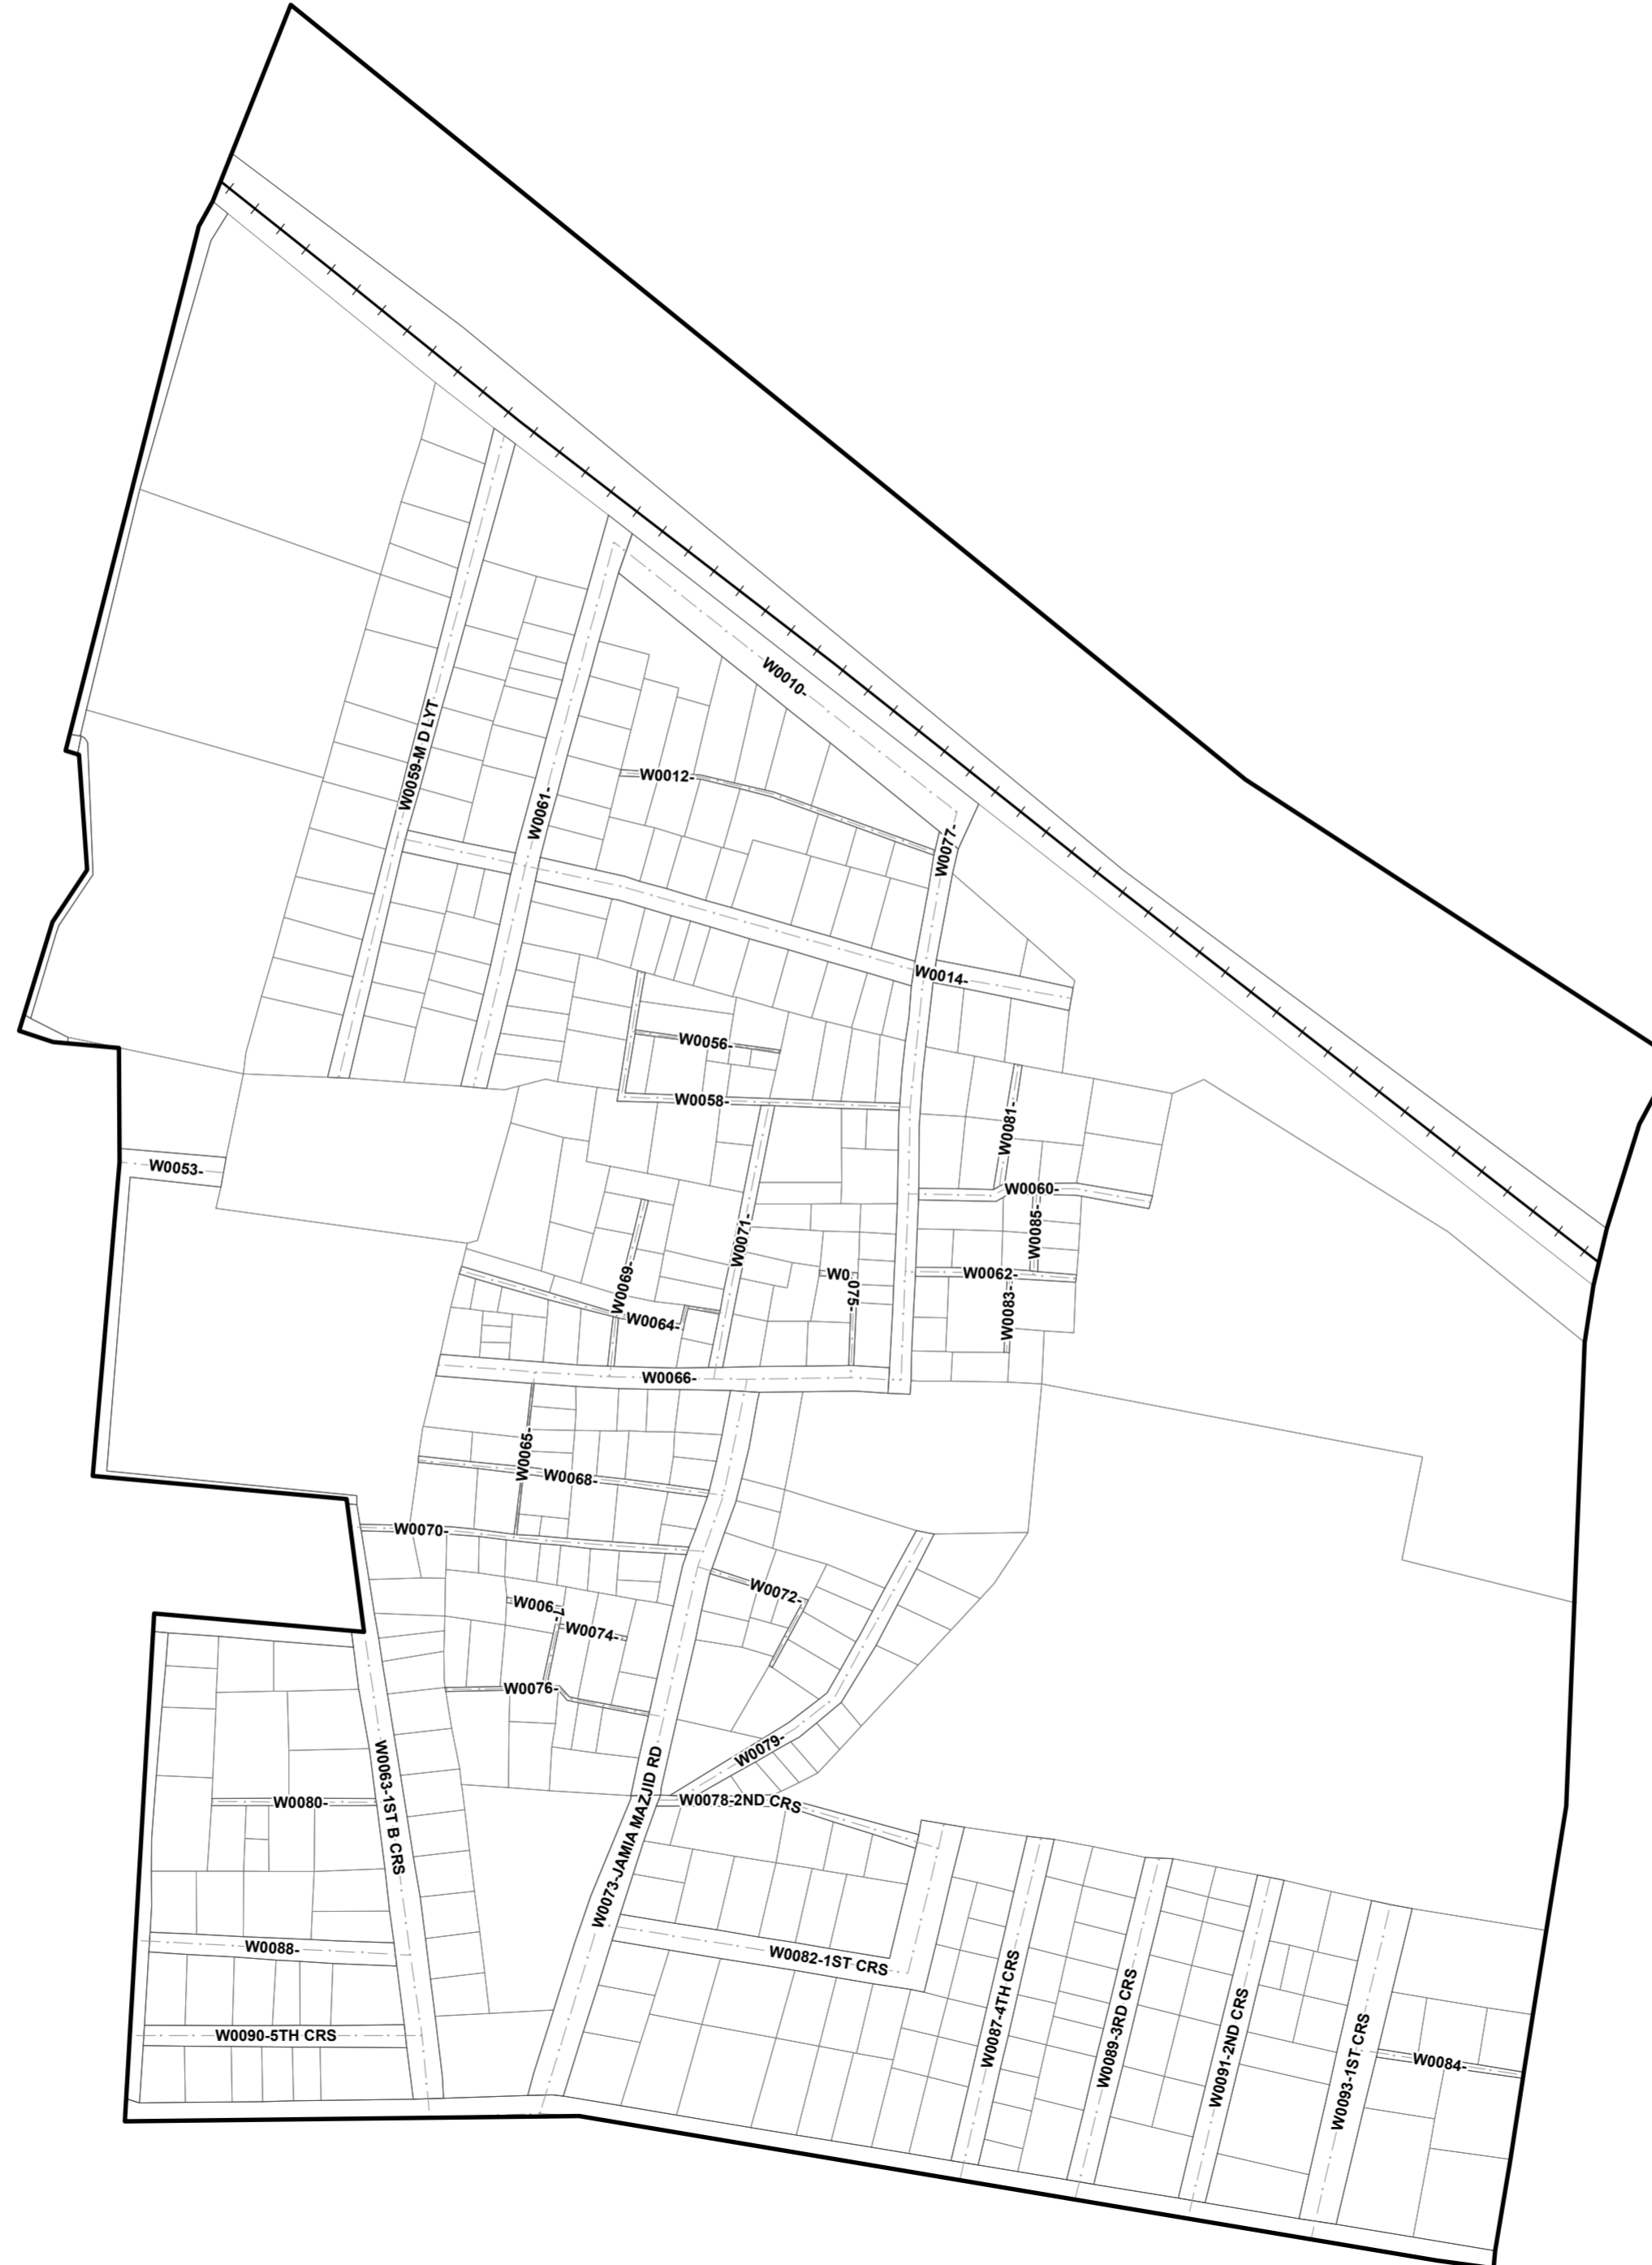 W0010-
W0059-M D LYT
W0012-
W0061-
W0077-
W0014-
W0056-
W0058-
W0081-
W0053-
W0060-
W0071-
W0085-
W0069-
W0075-
W0062-
W0083-
W0064-
W0066-
W0065-
W0068-
W0070-
W0072-
W0067-
W0074-
W0076-
W0079-
W0063-1ST B CRS
W0080-
W0078-2ND CRS
W0073-JAMIA MAZJID RD
W0088-
W0082-1ST CRS
W0087-4TH CRS
W0089-3RD CRS
W0090-5TH CRS
W0091-2ND CRS
W0093-1ST CRS
W0084-